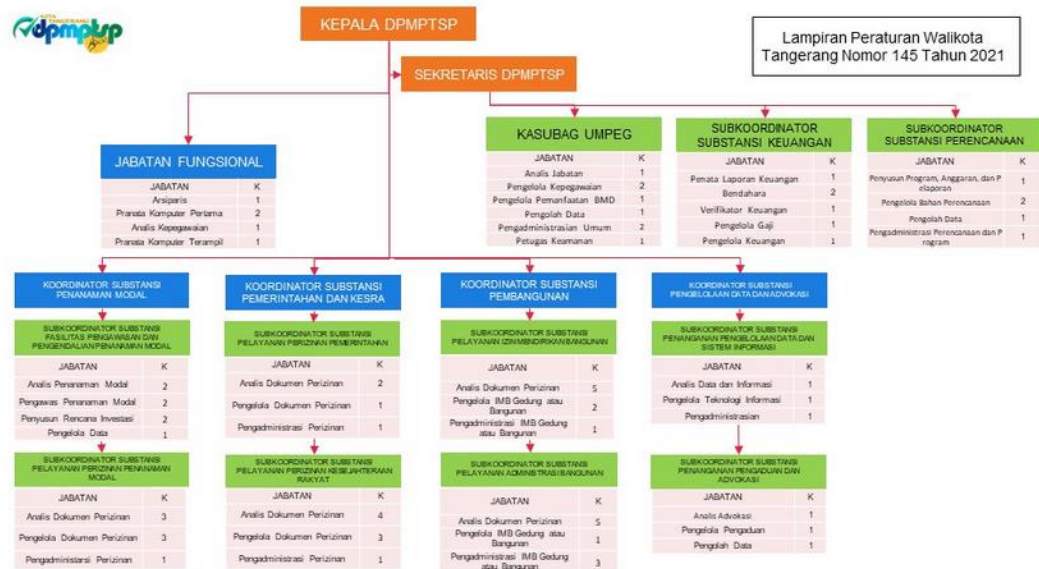 KOTA TANGERANG
dpmptsp
KEPALA DPMPTSP
Lampiran Peraturan Walikota
Tangerang Nomor 145 Tahun 2021
SEKRETARIS DPMPTSP
JABATAN FUNGSIONAL
JABATAN K
Arsiparis 1
Pranata Komputer Pertama 2
Analis Kepegawaian 1
Pranata Komputer Terampil 1
KASUBAG UMPEG
JABATAN K
Analis Jabatan 1
Pengelola Kepegawaian 2
Pengelola Pemanfaatan BMD 1
Pengolah Data 1
Pengadministrasian Umum 2
Petugas Keamanan 1
SUBKOORDINATOR
SUBSTANSI KEUANGAN
JABATAN K
Penata Laporan Keuangan 1
Bendahara 2
Verifikator Keuangan 1
Pengelola Gaji 1
Pengelola Keuangan 1
SUBKOORDINATOR
SUBSTANSI PERENCANAAN
JABATAN K
Penyusun Program, Anggaran, dan P
elaporan 1
Pengelola Bahan Perencanaan 2
Pengolah Data 1
Pengadministrasi Perencanaan dan P
rogram 1
KOORDINATOR SUBSTANSI
PENANAMAN MODAL
SUBKOORDINATOR SUBSTANSI
FASILITAS PENGAWASAN DAN
PENGENDALIAN PENANAMAN MODAL
JABATAN K
Analis Penanaman Modal 2
Pengawas Penanaman Modal 2
Penyusun Rencana Investasi 2
Pengelola Data 1
SUBKOORDINATOR SUBSTANSI
PELAYANAN PERIZINAN PENANAMAN
MODAL
JABATAN K
Analis Dokumen Perizinan 3
Pengelola Dokumen Perizinan 3
Pengadministarsi Perizinan 1
KOORDINATOR SUBSTANSI
PEMERINTAHAN DAN KESRA
SUBKOORDINATOR SUBSTANSI
PELAYANAN PERIZINAN PEMERINTAHAN
JABATAN K
Analis Dokumen Perizinan 2
Pengelola Dokumen Perizinan 1
Pengadministrasi Perizinan 1
SUBKOORDINATOR SUBSTANSI
PELAYANAN PERIZINAN KESEJAHTERAAN
RAKYAT
JABATAN K
Analis Dokumen Perizinan 4
Pengelola Dokumen Perizinan 3
Pengadministrasi Perizinan 1
KOORDINATOR SUBSTANSI
PEMBANGUNAN
SUBKOORDINATOR SUBSTANSI
PELAYANAN IZIN MENDIRIKAN BANGUNAN
JABATAN K
Analis Dokumen Perizinan 5
Pengelola IMB Gedung atau
Bangunan 2
Pengadministrasi IMB Gedung
atau Bangunan 1
SUBKOORDINATOR SUBSTANSI
PELAYANAN ADMINISTRASI BANGUNAN
JABATAN K
Analis Dokumen Perizinan 5
Pengelola IMB Gedung atau
Bangunan 1
Pengadministrasi IMB Gedung
atau Bangunan 3
KOORDINATOR SUBSTANSI
PENGELOLAAN DATA DAN ADVOKASI
SUBKOORDINATOR SUBSTANSI
PENANGANAN PENGELOLAAN DATA DAN
SISTEM INFORMASI
JABATAN K
Analis Data dan Informasi 1
Pengelola Teknologi Informasi 1
Pengadministrasian 1
SUBKOORDINATOR SUBSTANSI
PENANGANAN PENGADUAN DAN
ADVOKASI
JABATAN K
Analis Advokasi 1
Pengelola Pengaduan 1
Pengolah Data 1